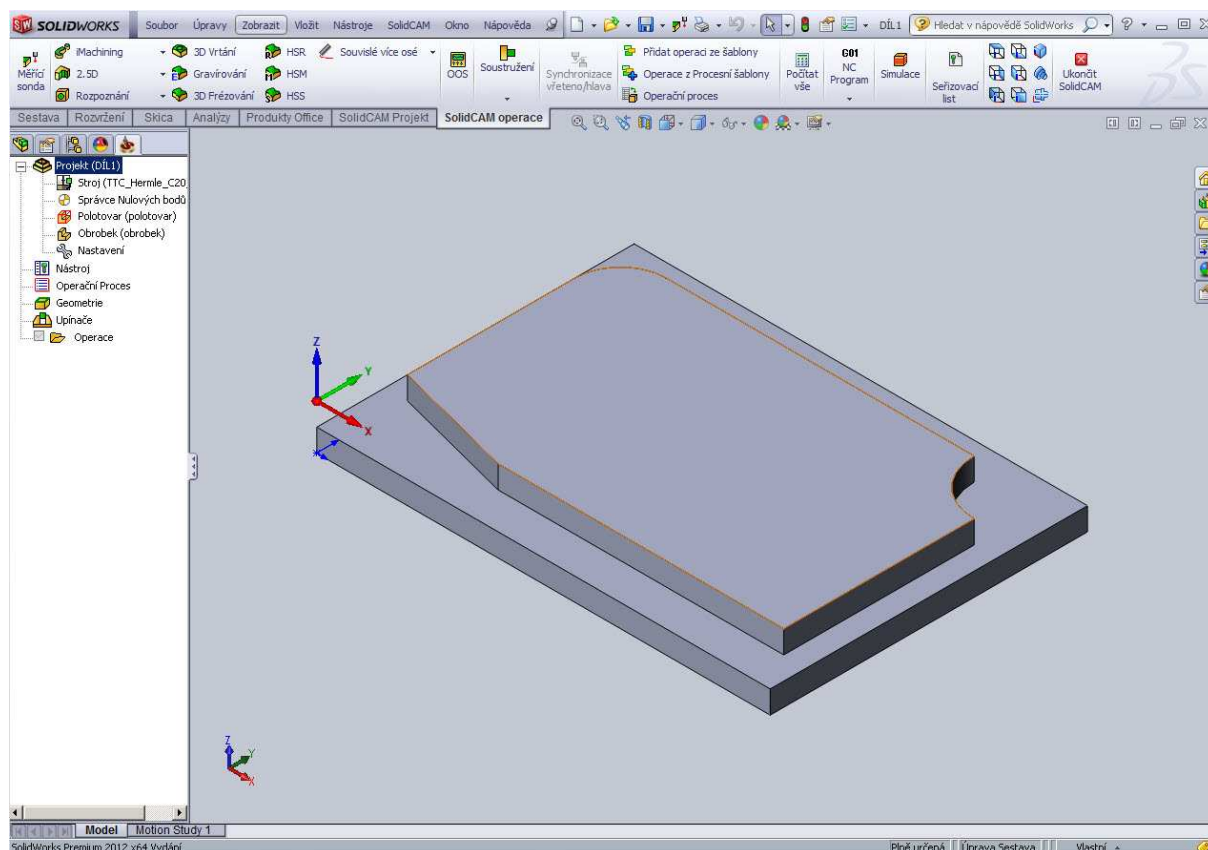 SW SOLIDWORKS Soubor Úpravy Zobrazit Vložit Nástroje SolidCAM Okno Nápověda DÍL1 Hledat v nápovědě SolidWorks
iMachining 3D Vrtání HSR Souvislé více osé Přidat operaci ze šablony
Měřící sonda 2.5D Gravírování HSM OOS Soustružení Synchronizace vřeteno/hlava Operace z Procesní šablony Počítat vše G01 NC Program Simulace Seřizovací list Ukončit SolidCAM
Rozpoznání 3D Frézování HSS Operační proces
Sestava Rozvržení Skica Analýzy Produkty Office SolidCAM Projekt SolidCAM operace
Projekt (DÍL1)
Stroj (TTC_Hermle_C20
Správce Nulových bodů
Polotovar (polotovar)
Obrobek (obrobek)
Nastavení
Nástroj
Operační Proces
Geometrie
Upínače
Operace
Z
Y
X
Z
Y
X
Model Motion Study 1
SolidWorks Premium 2012 x64 Vydání Plně určená Úprava Sestava Vlastní